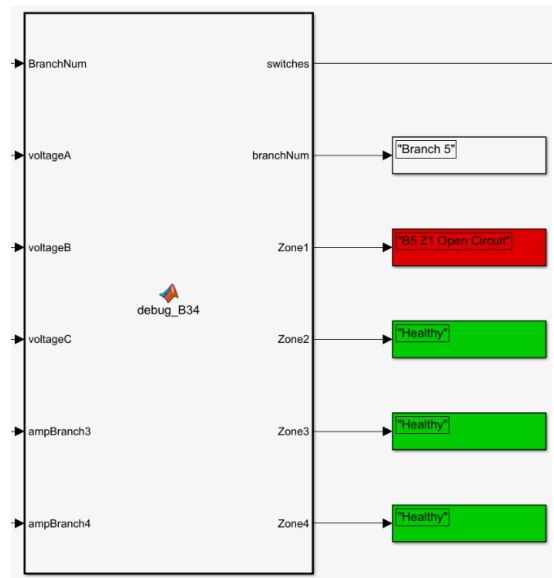 BranchNum
switches
voltageA
branchNum
"Branch 5"
voltageB
Zone1
"B5 Z1 Open Circuit"
debug_B34
voltageC
Zone2
"Healthy"
ampBranch3
Zone3
"Healthy"
ampBranch4
Zone4
"Healthy"